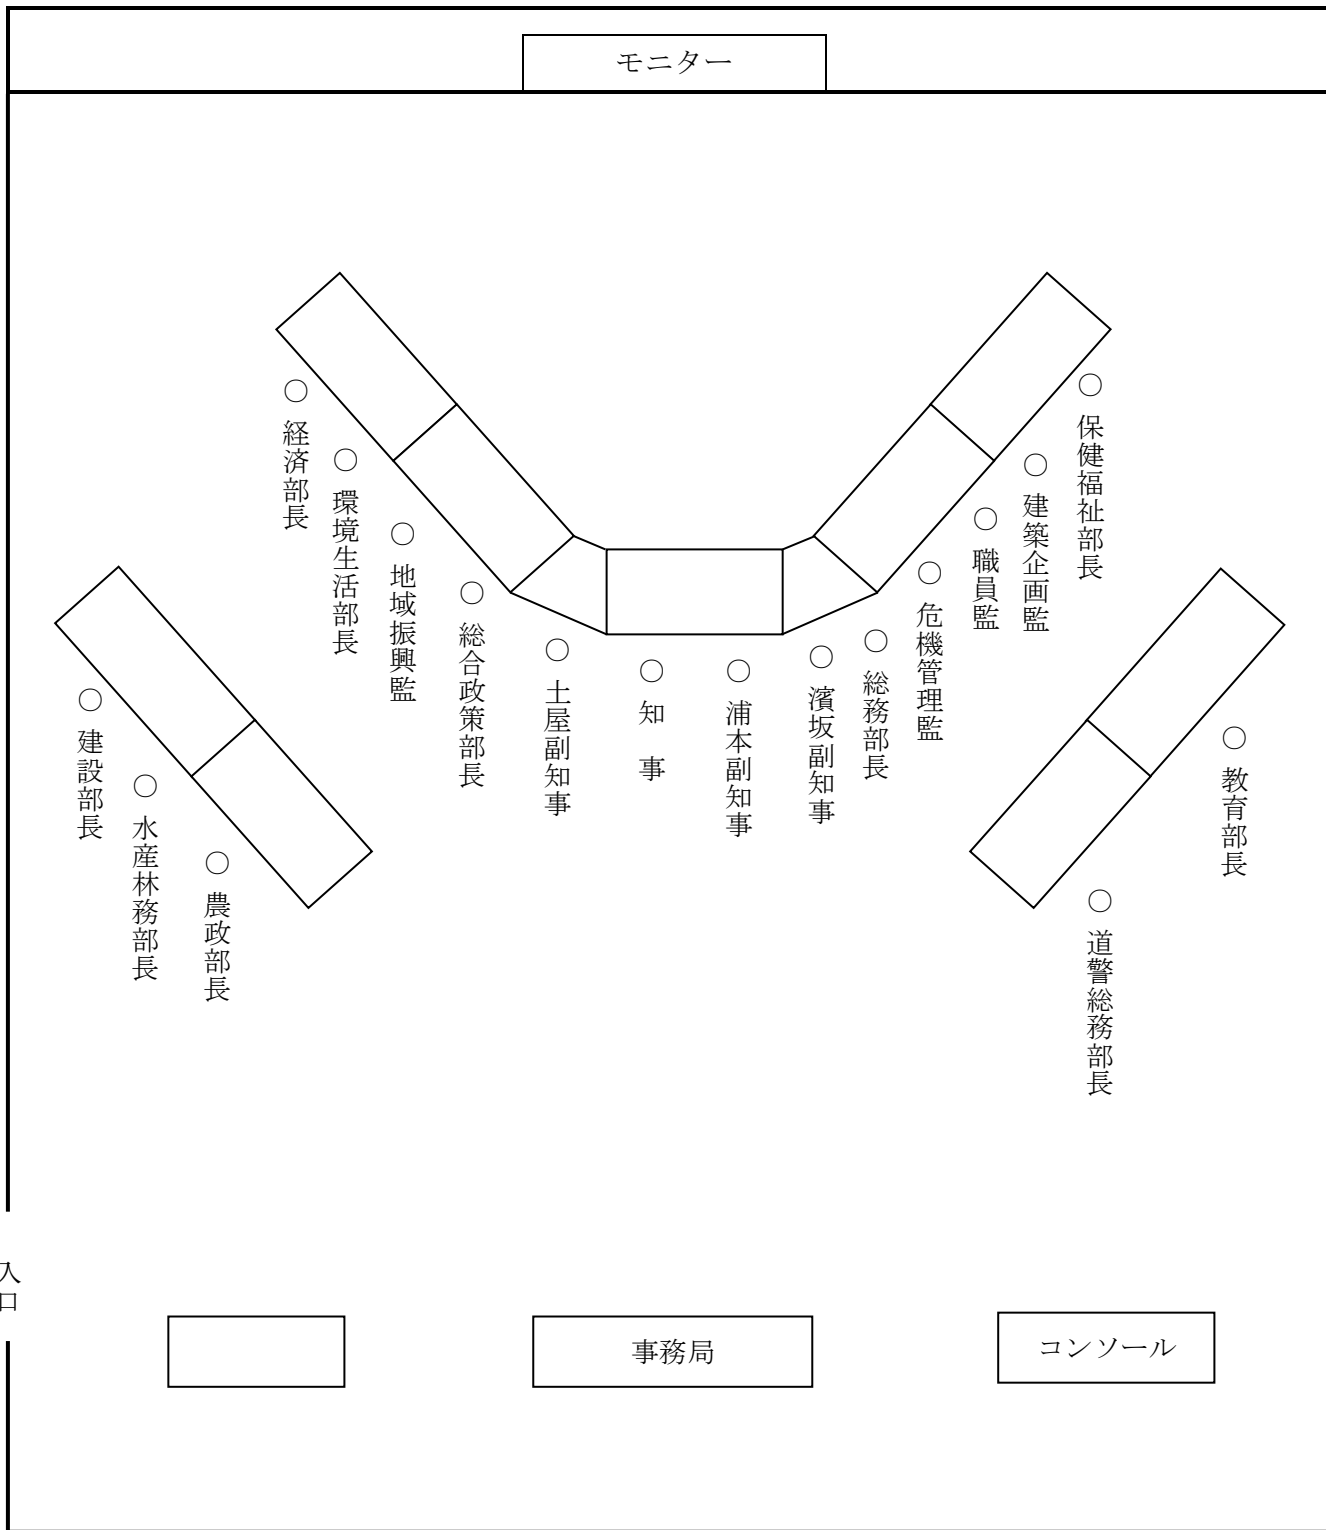 モニター
○ 経済部長
○ 環境生活部長
○ 地域振興監
○ 総合政策部長
○ 土屋副知事
○ 知　事
○ 浦本副知事
○ 濱坂副知事
○ 総務部長
○ 危機管理監
○ 職員監
○ 建築企画監
○ 保健福祉部長
○ 建設部長
○ 水産林務部長
○ 農政部長
○ 道警総務部長
○ 教育部長
入口
事務局
コンソール